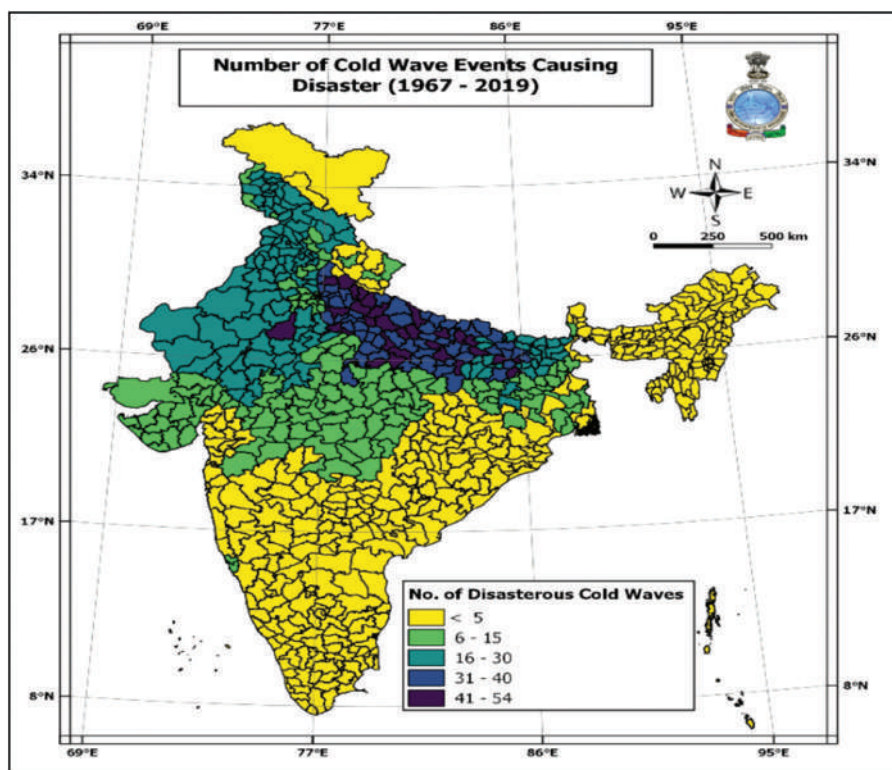 69°E 77°E 86°E 95°E
Number of Cold Wave Events Causing
Disaster (1967 - 2019)
34°N 34°N
N
W E
S
0 250 500 km
26°N 26°N
17°N 17°N
No. of Disasterous Cold Waves
< 5
6 - 15
16 - 30
31 - 40
41 - 54
8°N 8°N
69°E 77°E 86°E 95°E